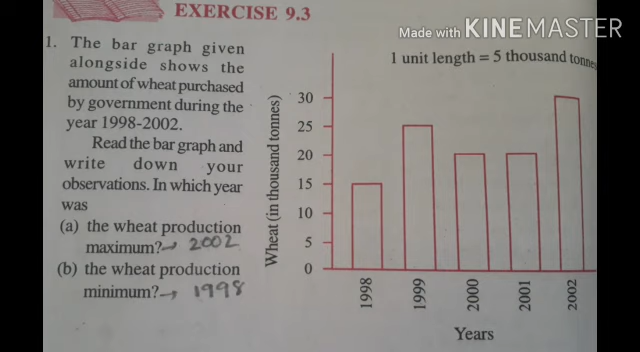 EXERCISE 9.3
Made with KINEMASTER
1. The bar graph given
alongside shows the
amount of wheat purchased
by government during the
year 1998-2002.
Read the bar graph and
write down your
observations. In which year
was
(a) the wheat production
maximum?→ 2002
(b) the wheat production
minimum?→ 1998
1 unit length = 5 thousand tonnes
Wheat (in thousand tonnes)
30
25
20
15
10
5
0
1998
1999
2000
2001
2002
Years